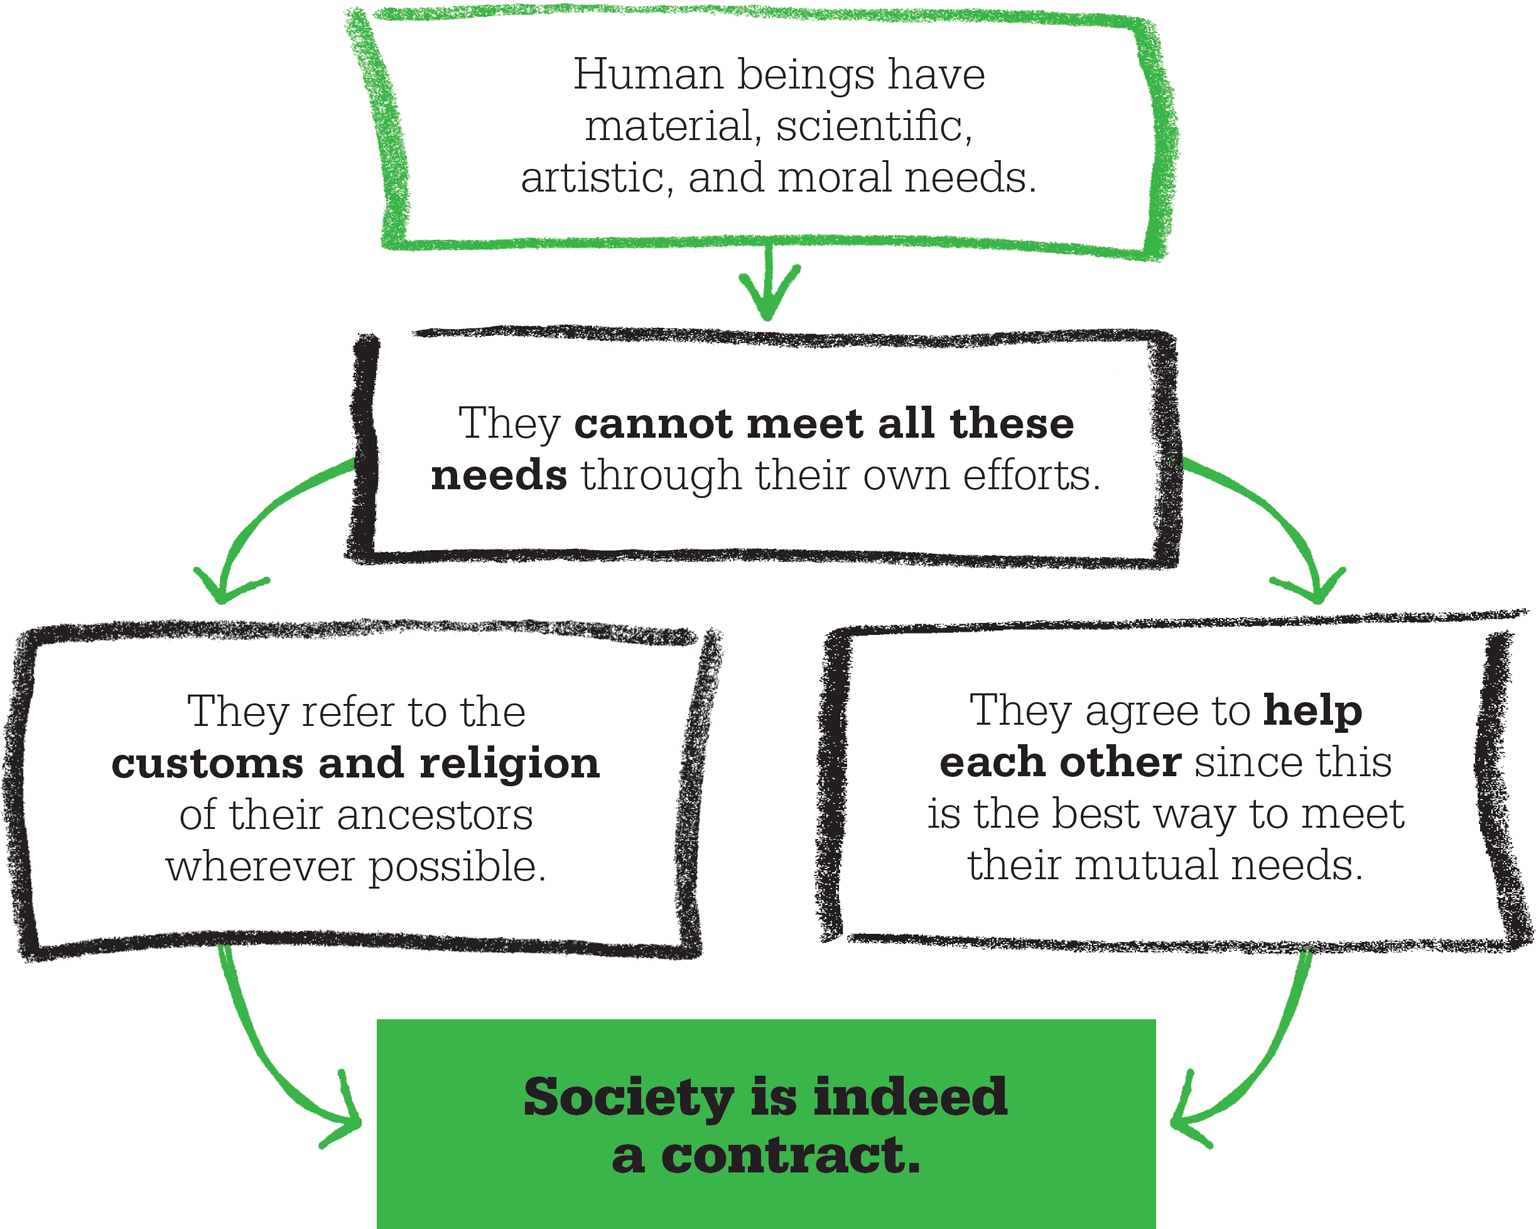 Human beings have
material, scientific,
artistic, and moral needs.
They cannot meet all these
needs through their own efforts.
They refer to the
customs and religion
of their ancestors
wherever possible.
They agree to help
each other since this
is the best way to meet
their mutual needs.
Society is indeed
a contract.